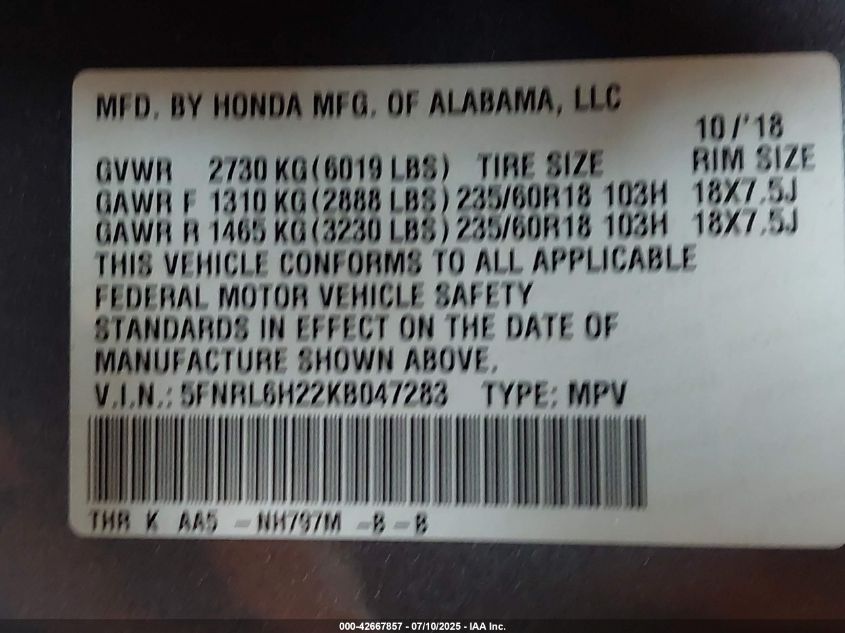 MFD. BY HONDA MFG. OF ALABAMA, LLC
10/'18
GVWR 2730 KG(6019 LBS) TIRE SIZE RIM SIZE
GAWR F 1310 KG(2888 LBS) 235/60R18 103H 18X7.5J
GAWR R 1465 KG(3230 LBS) 235/60R18 103H 18X7.5J
THIS VEHICLE CONFORMS TO ALL APPLICABLE
FEDERAL MOTOR VEHICLE SAFETY
STANDARDS IN EFFECT ON THE DATE OF
MANUFACTURE SHOWN ABOVE.
V.I.N.: 5FNRL6H22KB047283 TYPE: MPV
THR K AA5 -NH797M -B-B
000-42667857 - 07/10/2025 - IAA Inc.